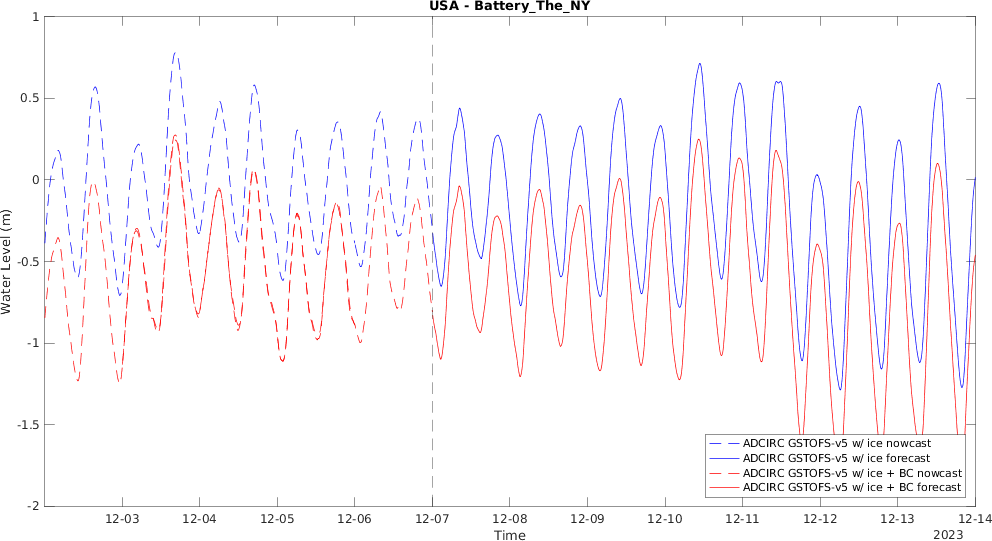 USA - Battery_The_NY
1
0.5
0
-0.5
-1
-1.5
-2
Water Level (m)
ADCIRC GSTOFS-v5 w/ ice nowcast
ADCIRC GSTOFS-v5 w/ ice forecast
ADCIRC GSTOFS-v5 w/ ice + BC nowcast
ADCIRC GSTOFS-v5 w/ ice + BC forecast
12-03 12-04 12-05 12-06 12-07 12-08 12-09 12-10 12-11 12-12 12-13 12-14
Time
2023